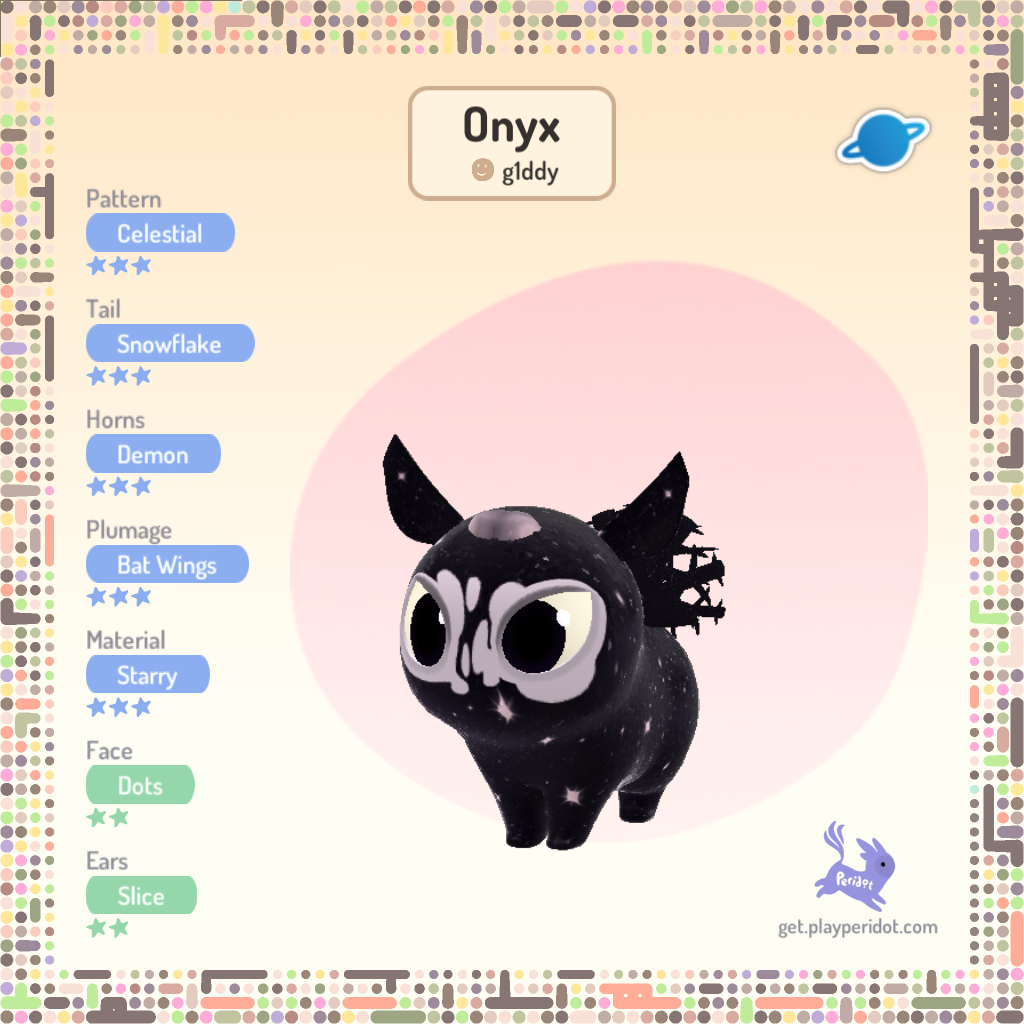 Onyx
g1ddy
Pattern
Celestial
Tail
Snowflake
Horns
Demon
Plumage
Bat Wings
Material
Starry
Face
Dots
Ears
Slice
Peridot
get.playperidot.com